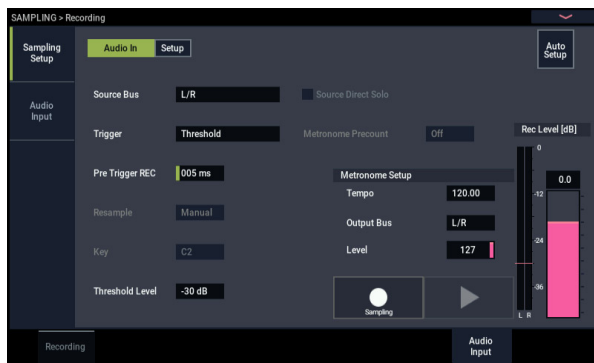 SAMPLING > Recording
Sampling Setup
Audio In Setup
Auto Setup
Audio Input
Source Bus L/R Source Direct Solo
Trigger Threshold Metronome Precount Off
Rec Level [dB]
0
Pre Trigger REC 005 ms
Metronome Setup
0.0
Tempo 120.00
-12
Resample Manual
Output Bus L/R
-24
Key C2
Level 127
Threshold Level -30 dB
-36
Sampling
L R
Recording
Audio Input